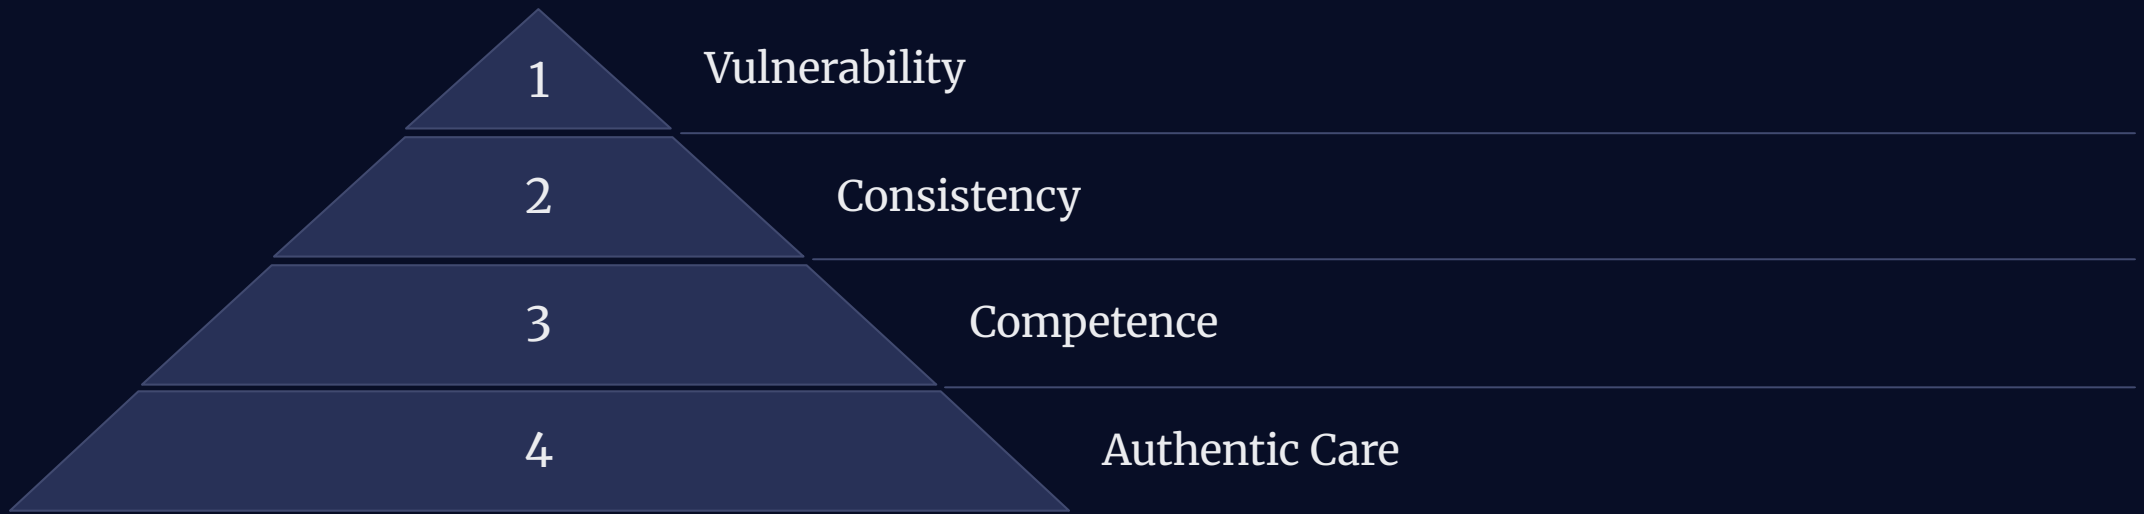 1
Vulnerability
2
Consistency
3
Competence
4
Authentic Care